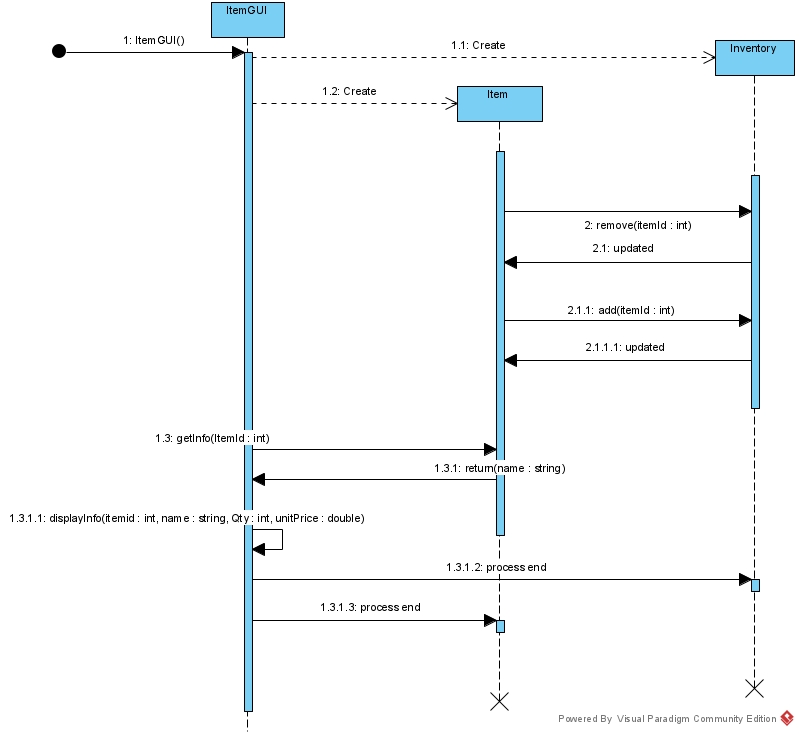 ItemGUI
1: ItemGUI()
1.1: Create
Inventory
1.2: Create
Item
2: remove(itemId : int)
2.1: updated
2.1.1: add(itemId : int)
2.1.1.1: updated
1.3: getInfo(ItemId : int)
1.3.1: return(name : string)
1.3.1.1: displayInfo(itemid : int, name : string, Qty : int, unitPrice : double)
1.3.1.2: process end
1.3.1.3: process end
Powered By Visual Paradigm Community Edition